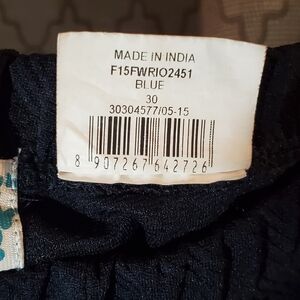 MADE IN INDIA
F15FWRIO2451
BLUE
30
30304577/05-15
8 907267 642726